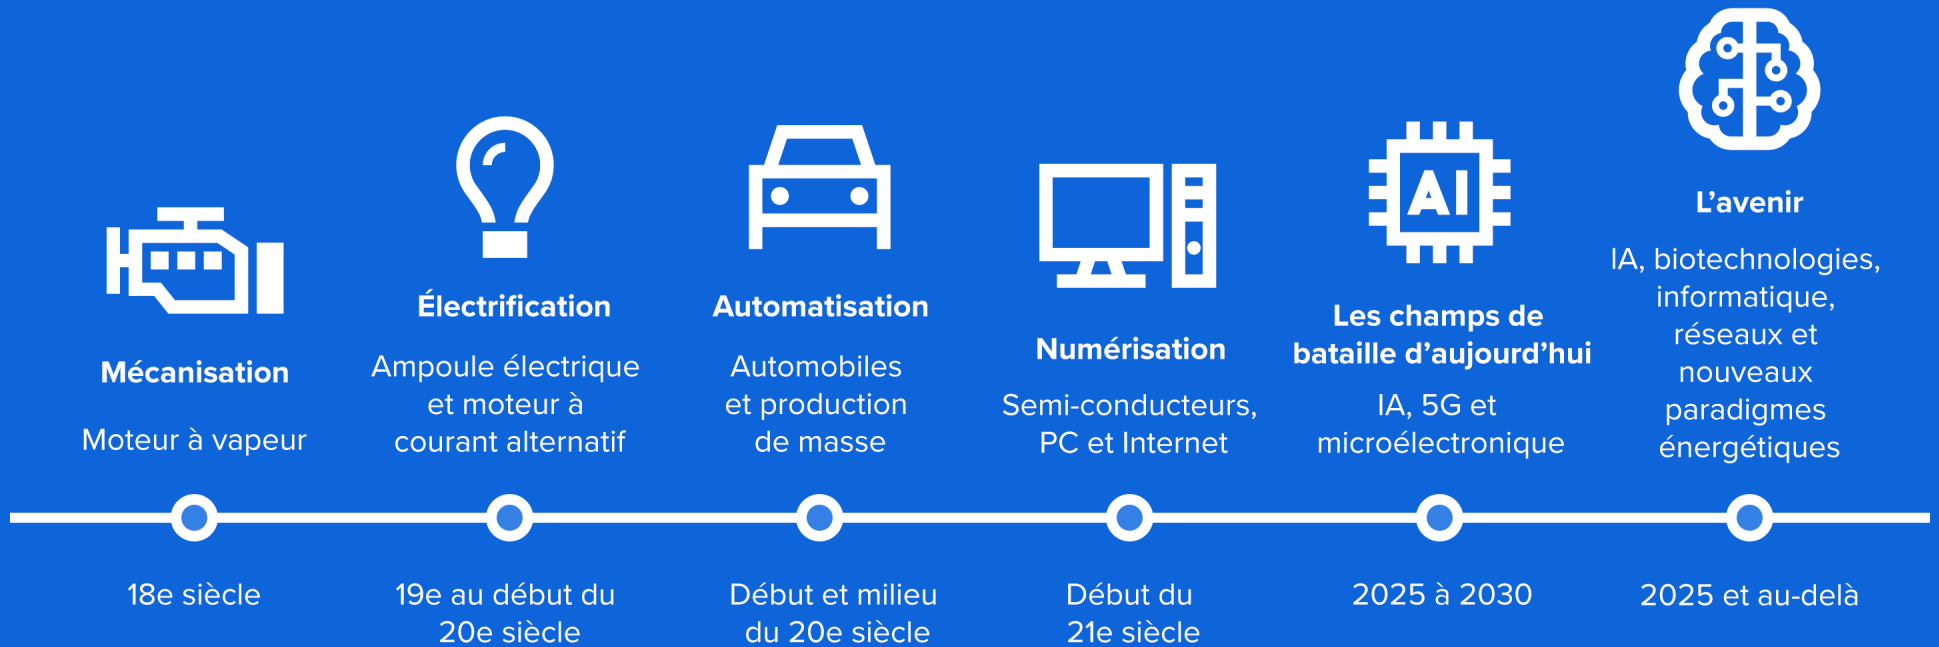 Mécanisation
Moteur à vapeur
18e siècle
Électrification
Ampoule électrique
et moteur à
courant alternatif
19e au début du
20e siècle
Automatisation
Automobiles
et production
de masse
Début et milieu
du 20e siècle
Numérisation
Semi-conducteurs,
PC et Internet
Début du
21e siècle
AI
Les champs de
bataille d’aujourd’hui
IA, 5G et
microélectronique
2025 à 2030
L’avenir
IA, biotechnologies,
informatique,
réseaux et
nouveaux
paradigmes
énergétiques
2025 et au-delà